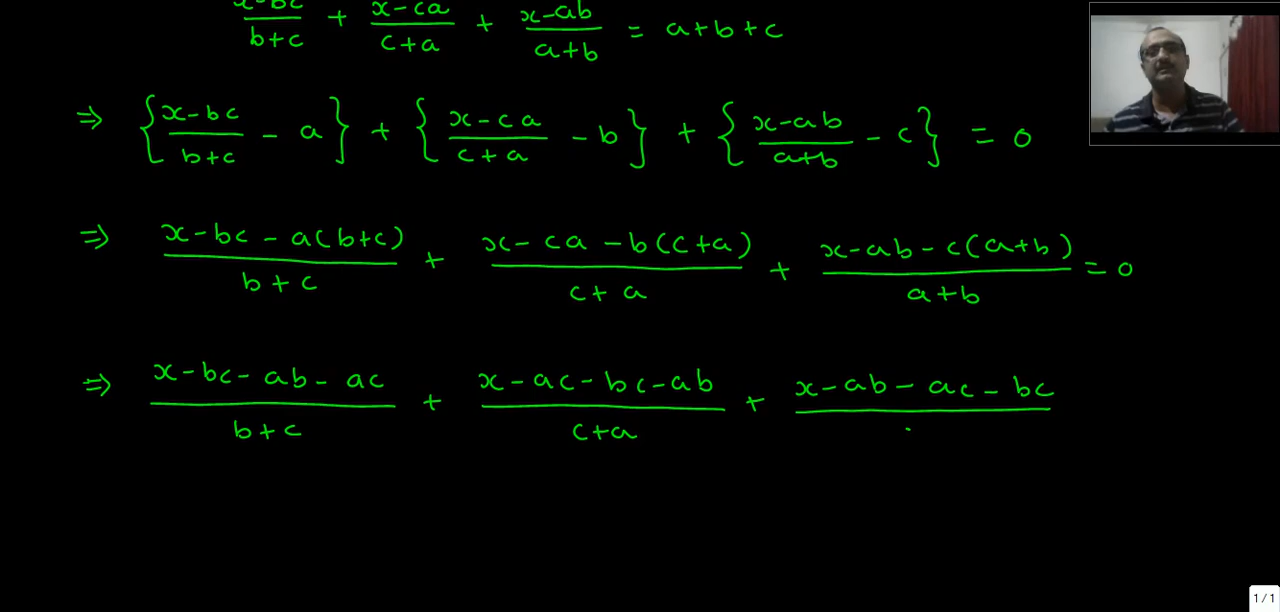 x-bc/b+c + x-ca/c+a + x-ab/a+b = a+b+c
⇒ {x-bc/b+c - a} + {x-ca/c+a - b} + {x-ab/a+b - c} = 0
⇒ x-bc-a(b+c)/b+c + x-ca-b(c+a)/c+a + x-ab-c(a+b)/a+b = 0
⇒ x-bc-ab-ac/b+c + x-ac-bc-ab/c+a + x-ab-ac-bc/
1/1